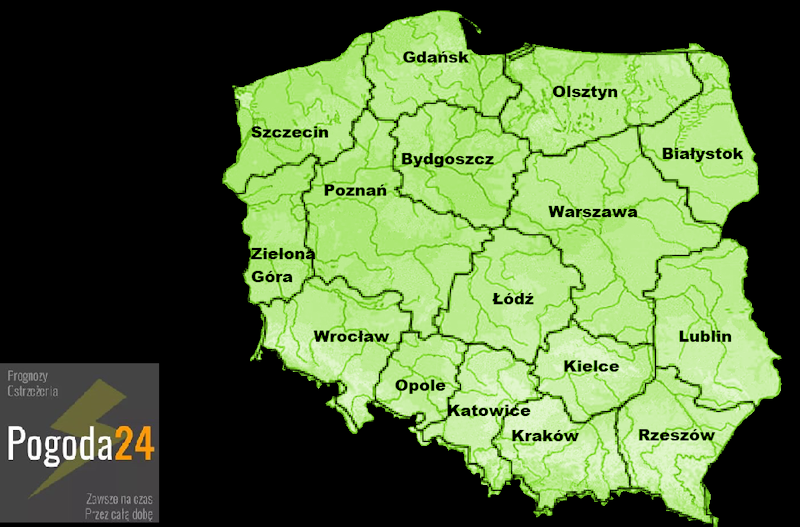 Gdańsk
Olsztyn
Szczecin
Białystok
Bydgoszcz
Poznań
Warszawa
Zielona
Góra
Łódź
Wrocław
Lublin
Kielce
Opole
Katowice
Kraków
Rzeszów
Prognozy
Ostrzeżenia
Pogoda24
Zawsze na czas
Przez całą dobę